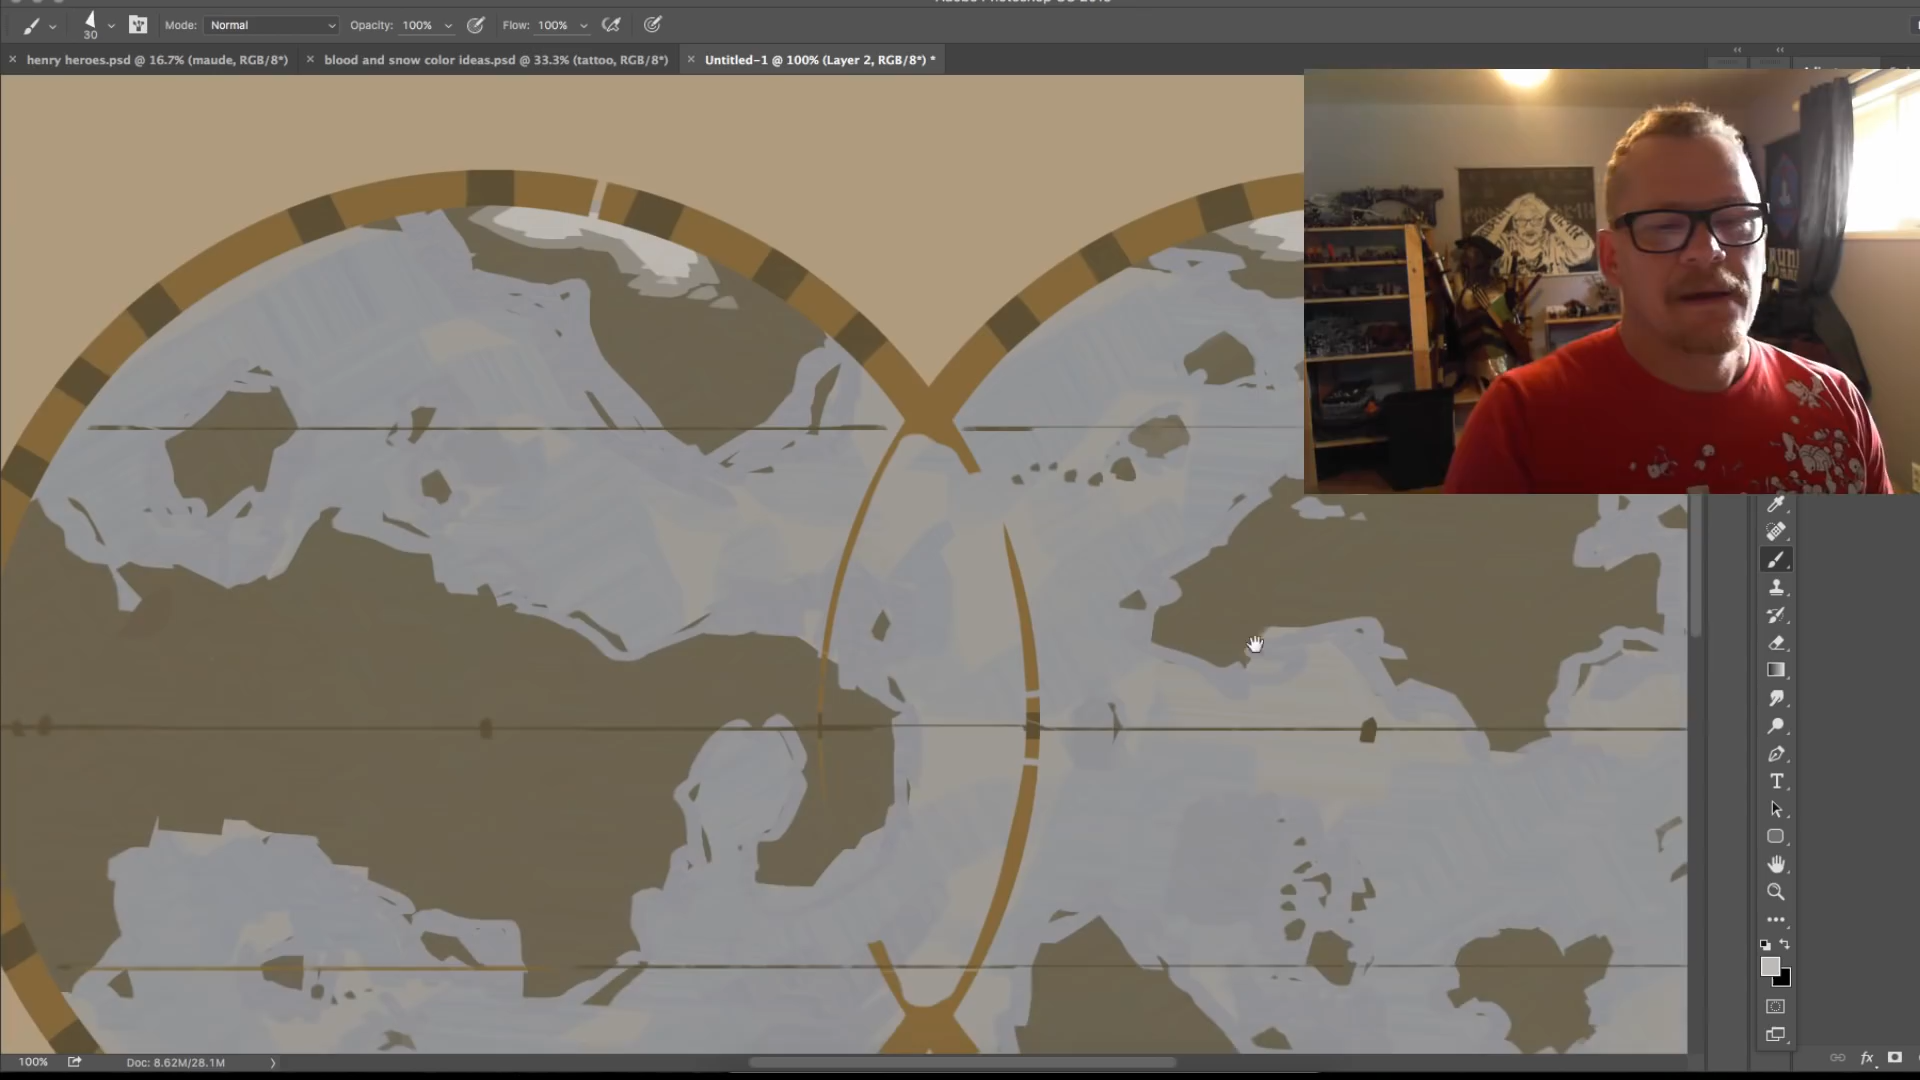 30
Mode: Normal
Opacity: 100%
Flow: 100%
henry heroes.psd @ 16.7% (maude, RGB/8*)
blood and snow color ideas.psd @ 33.3% (tattoo, RGB/8*)
Untitled-1 @ 100% (Layer 2, RGB/8*) *
100%
Doc: 8.62M/28.1M
fx